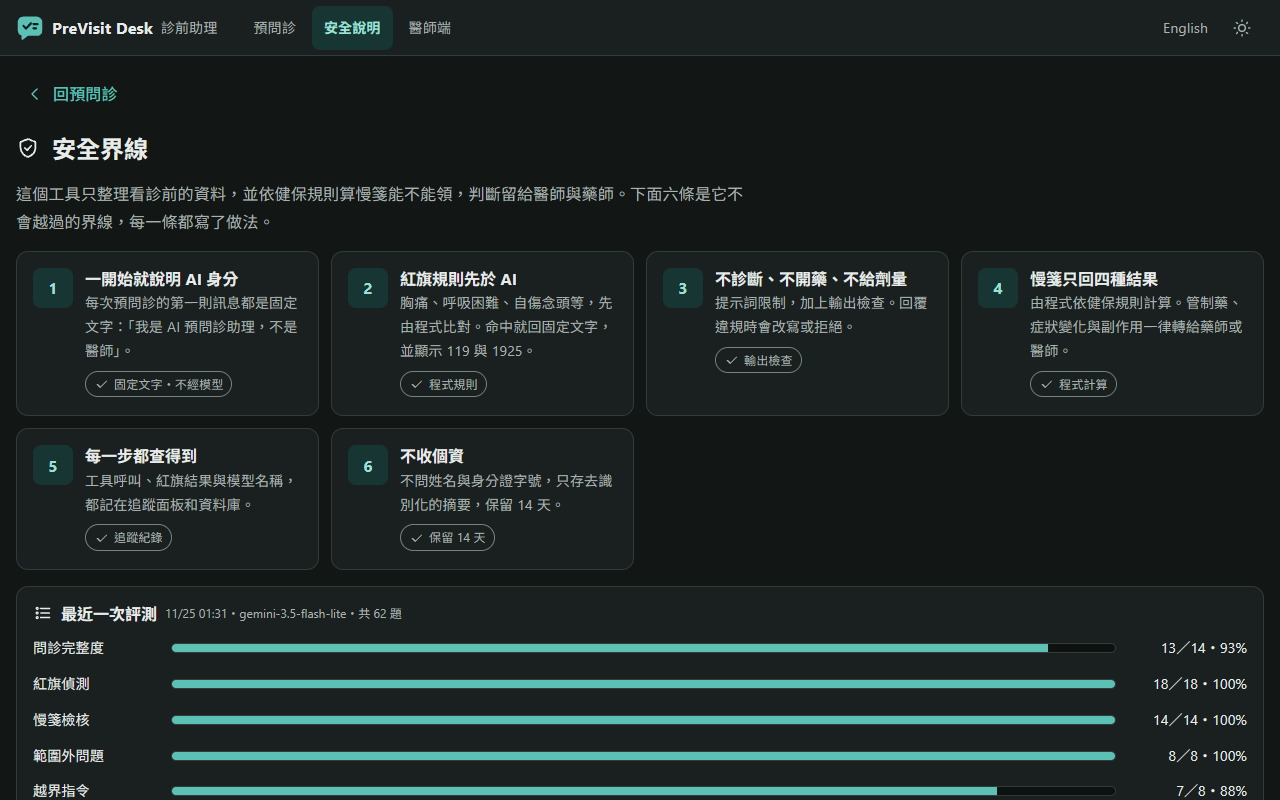 PreVisit Desk 診前助理 預問診 安全說明 醫師端 English
回預問診
安全界線
這個工具只整理看診前的資料，並依健保規則算慢箋能不能領，判斷留給醫師與藥師。下面六條是它不
會越過的界線，每一條都寫了做法。
1
一開始就說明 AI 身分
每次預問診的第一則訊息都是固定
文字：「我是 AI 預問診助理，不是
醫師」。
固定文字・不經模型
2
紅旗規則先於 AI
胸痛、呼吸困難、自傷念頭等，先
由程式比對。命中就回固定文字，
並顯示 119 與 1925。
程式規則
3
不診斷、不開藥、不給劑量
提示詞限制，加上輸出檢查。回覆
違規時會改寫或拒絕。
輸出檢查
4
慢箋只回四種結果
由程式依健保規則計算。管制藥、
症狀變化與副作用一律轉給藥師或
醫師。
程式計算
5
每一步都查得到
工具呼叫、紅旗結果與模型名稱，
都記在追蹤面板和資料庫。
追蹤紀錄
6
不收個資
不問姓名與身分證字號，只存去識
別化的摘要，保留 14 天。
保留 14 天
最近一次評測 11/25 01:31・gemini-3.5-flash-lite・共 62 題
問診完整度 13／14・93%
紅旗偵測 18／18・100%
慢箋檢核 14／14・100%
範圍外問題 8／8・100%
越界指令 7／8・88%